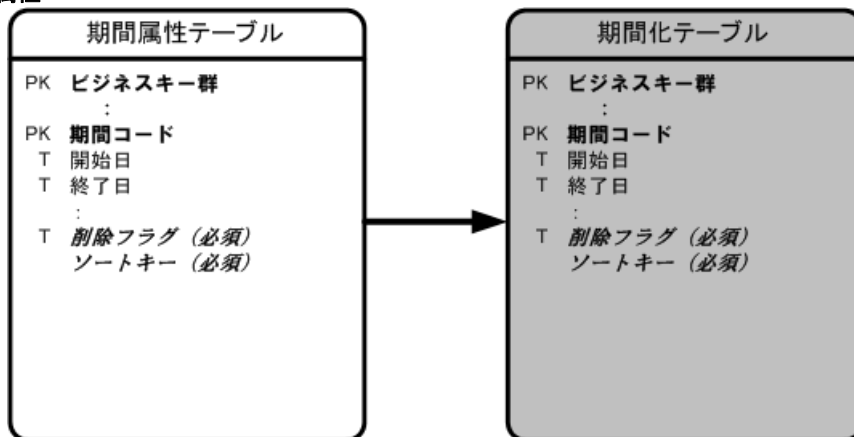 期間属性テーブル
PK ビジネスキー群
:
PK 期間コード
T 開始日
T 終了日
:
T 削除フラグ（必須）
ソートキー（必須）
期間化テーブル
PK ビジネスキー群
:
PK 期間コード
T 開始日
T 終了日
:
T 削除フラグ（必須）
ソートキー（必須）